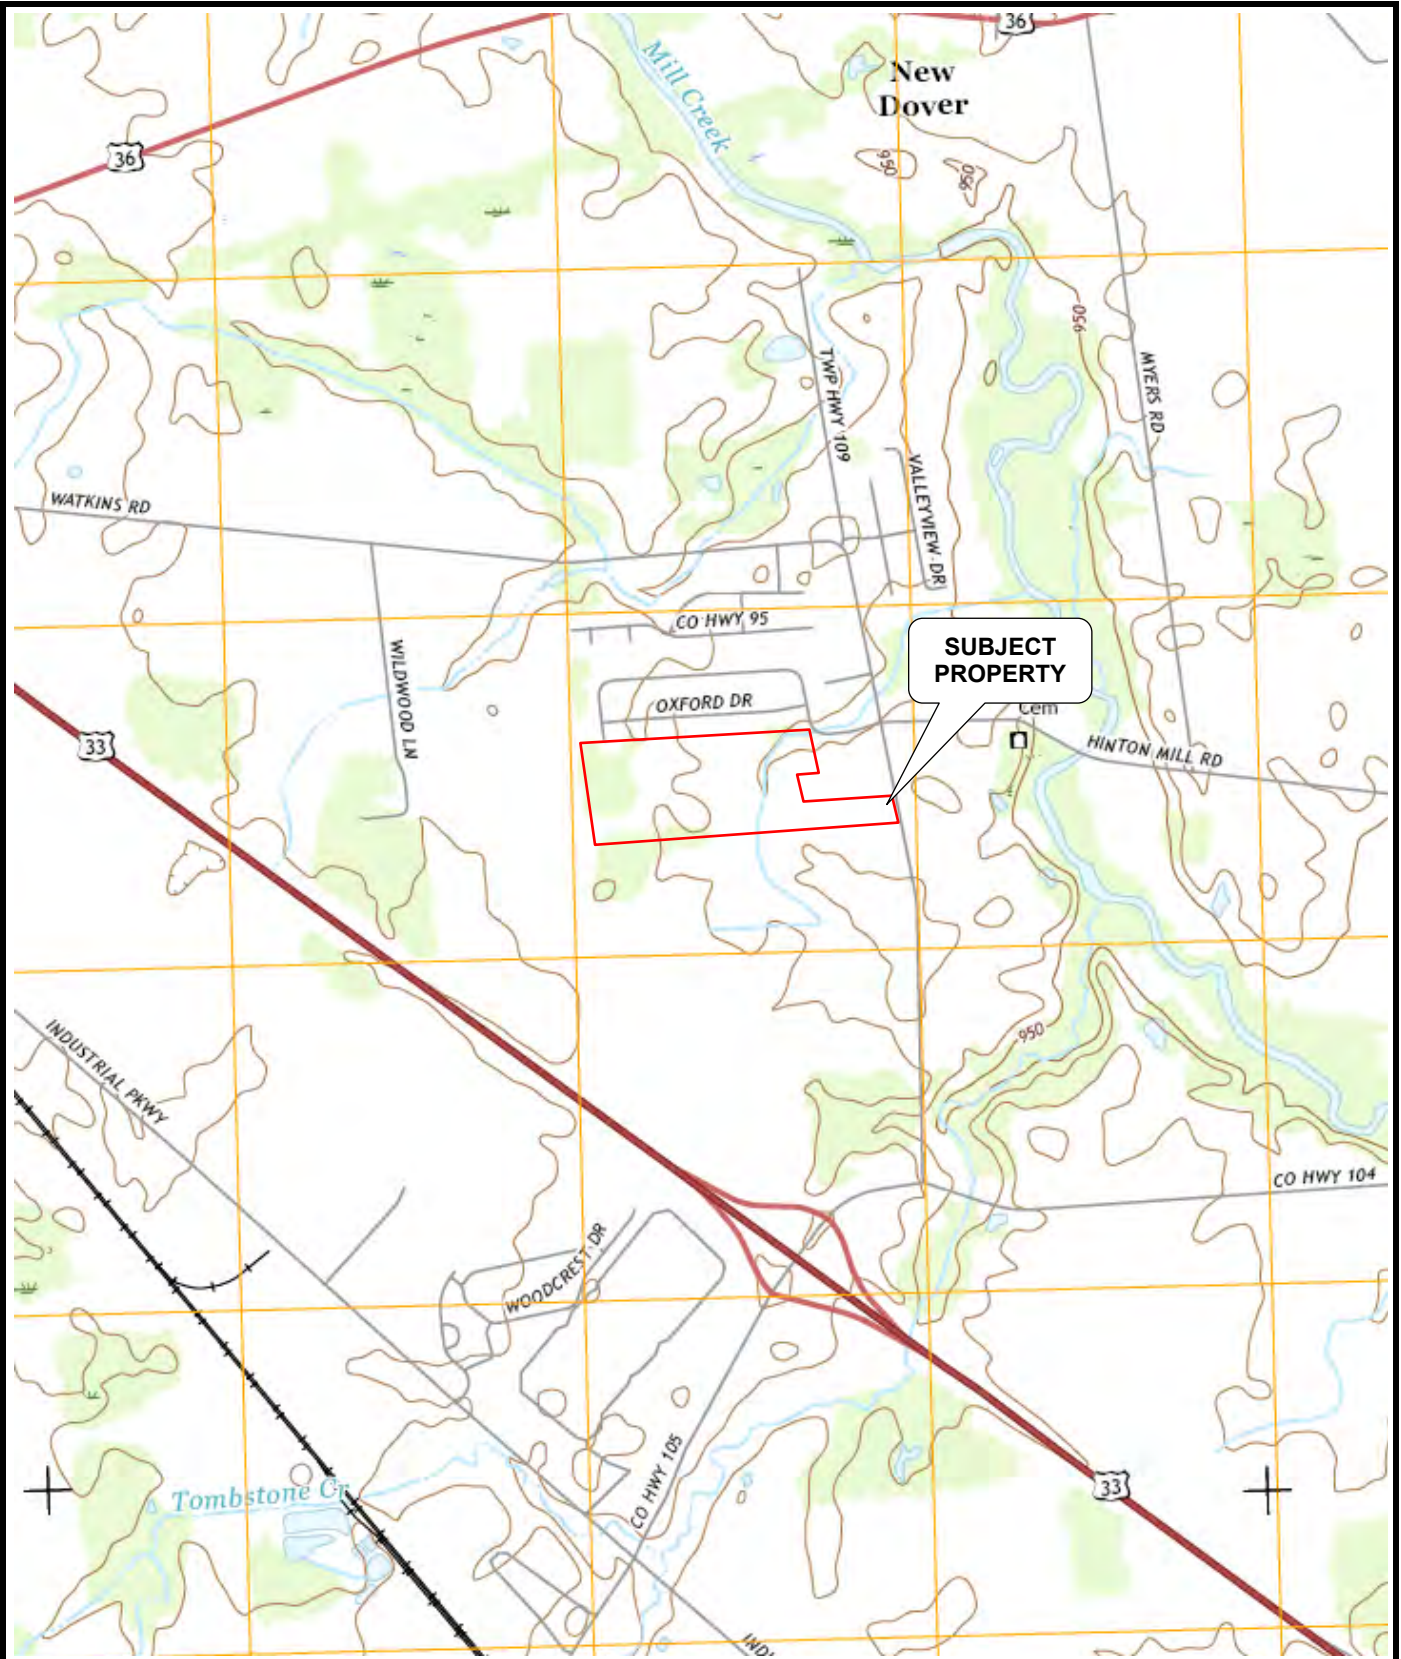 36
Mill Creek
New
Dover
36
950
950
950
TWP HWY 109
MYERS RD
VALLEYVIEW DR
WATKINS RD
CO HWY 95
WILDWOOD LN
SUBJECT
PROPERTY
OXFORD DR
Cem
HINTON MILL RD
33
INDUSTRIAL PKWY
950
CO HWY 104
WOODCREST DR
CO HWY 105
33
Tombstone Cr